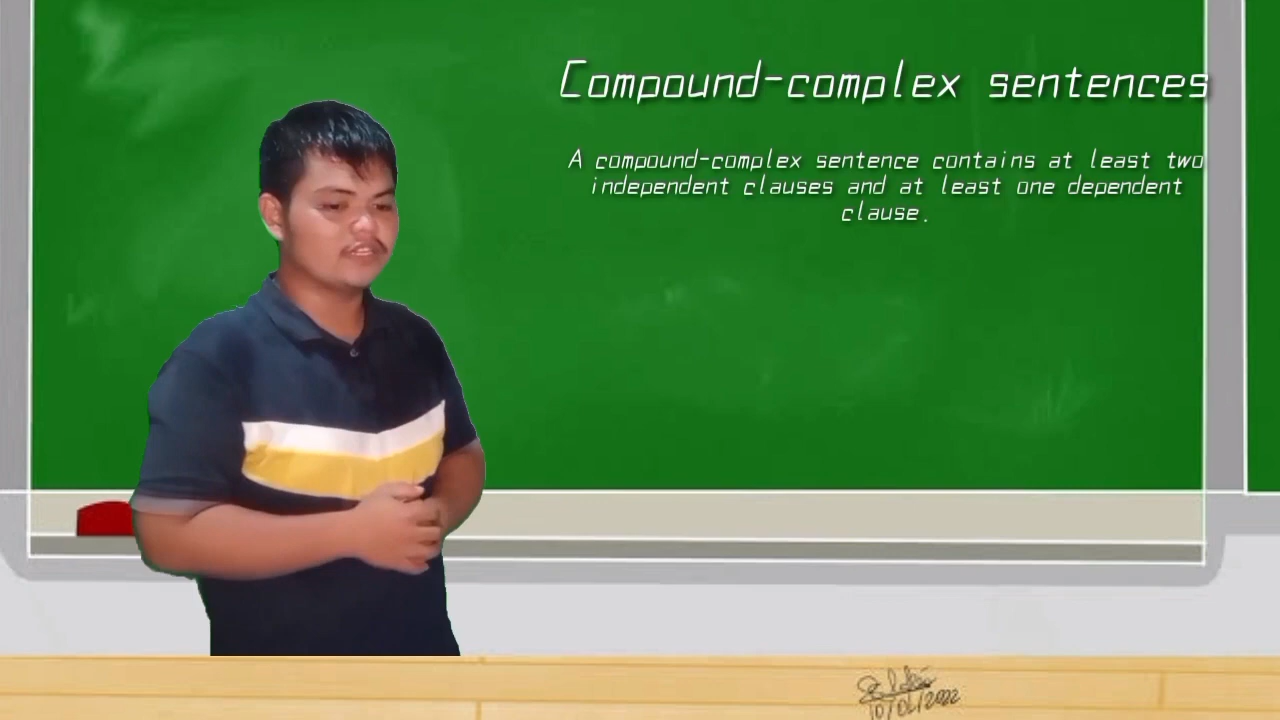 Compound-complex sentences
A compound-complex sentence contains at least two
independent clauses and at least one dependent
clause.